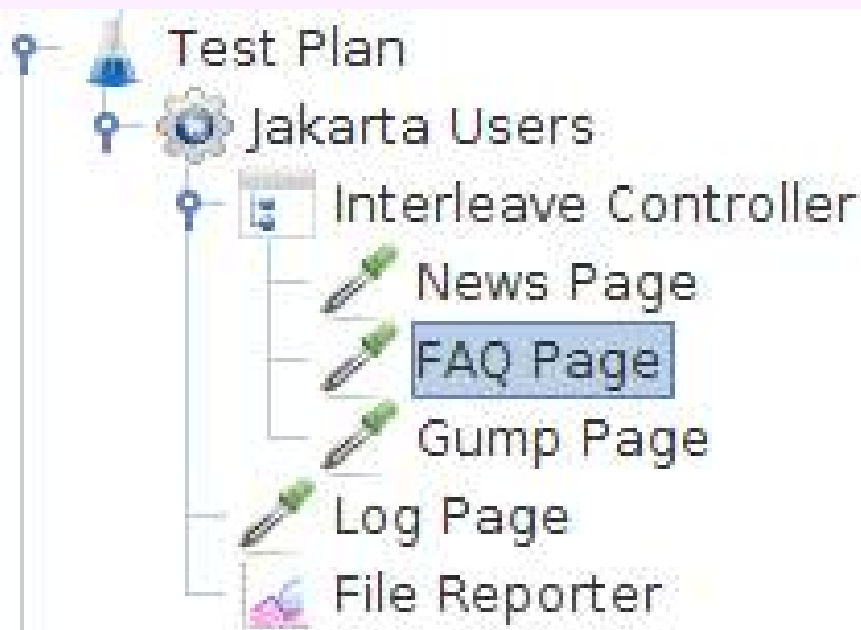 Test Plan
Jakarta Users
Interleave Controller
News Page
FAQ Page
Gump Page
Log Page
File Reporter